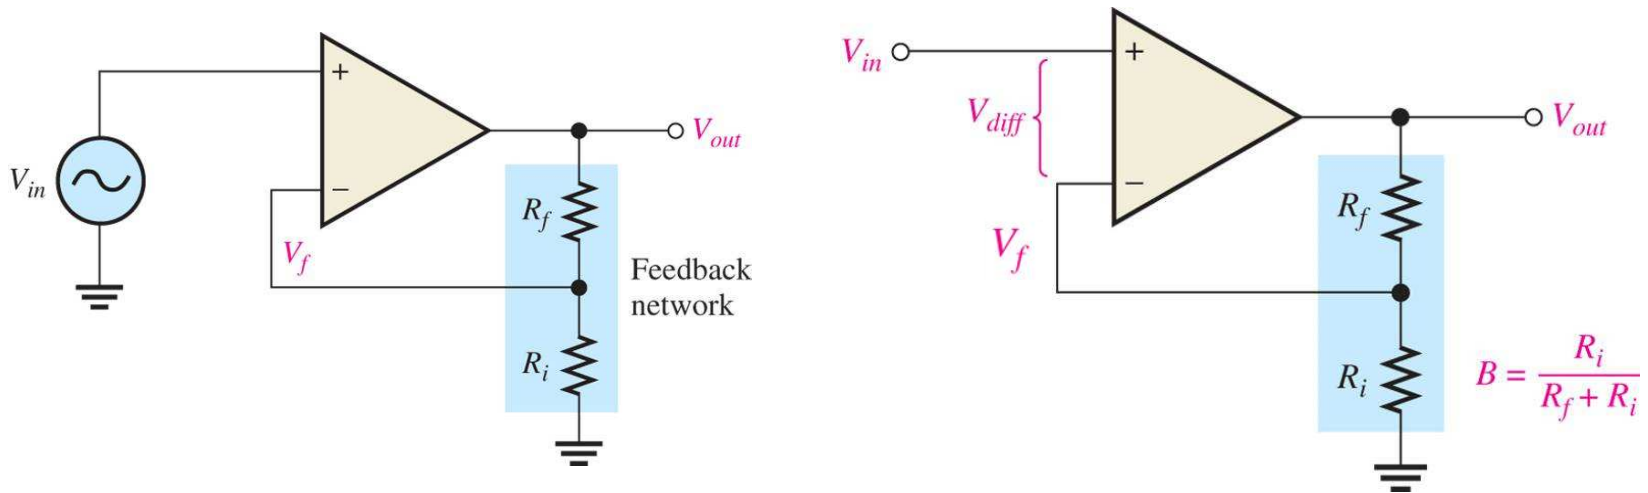 +
V_out
V_in
−
R_f
V_f
Feedback
network
R_i
V_in
+
V_diff
V_out
−
R_f
V_f
R_i
B = R_i / (R_f + R_i)